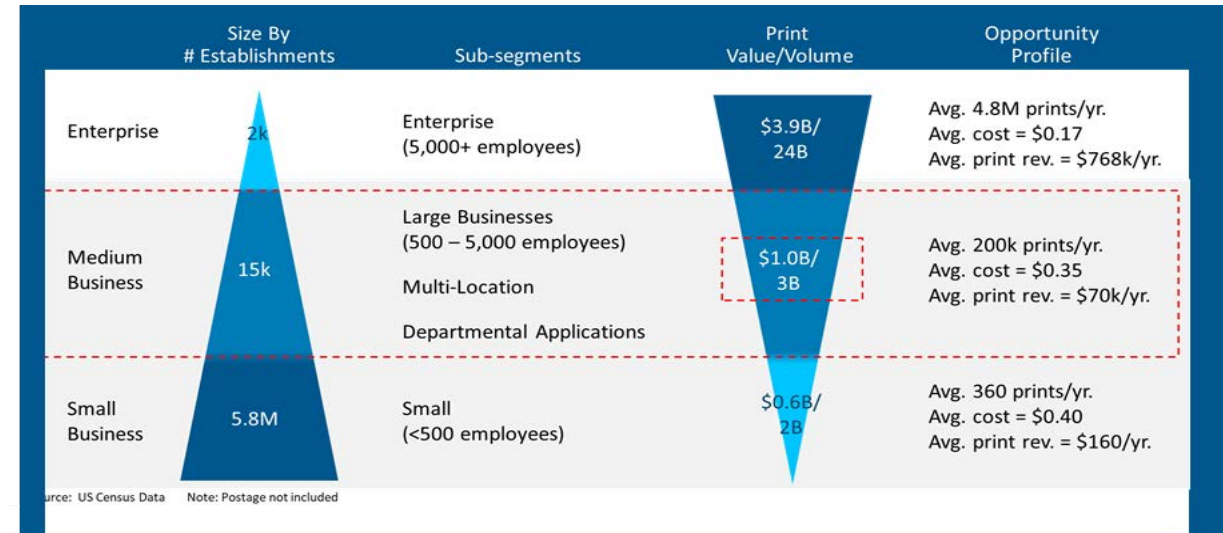 Size By
# Establishments
Sub-segments
Print
Value/Volume
Opportunity
Profile
Enterprise
2k
Enterprise
(5,000+ employees)
$3.9B/
24B
Avg. 4.8M prints/yr.
Avg. cost = $0.17
Avg. print rev. = $768k/yr.
Medium
Business
15k
Large Businesses
(500 – 5,000 employees)
Multi-Location
Departmental Applications
$1.0B/
3B
Avg. 200k prints/yr.
Avg. cost = $0.35
Avg. print rev. = $70k/yr.
Small
Business
5.8M
Small
(<500 employees)
$0.6B/
2B
Avg. 360 prints/yr.
Avg. cost = $0.40
Avg. print rev. = $160/yr.
urce: US Census Data Note: Postage not included